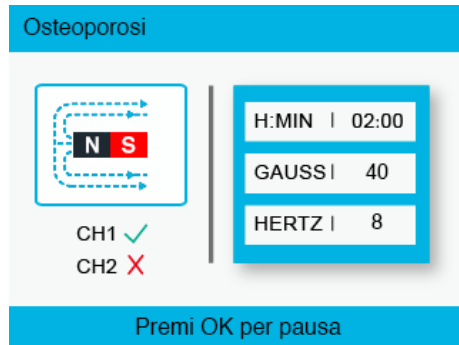 Osteoporosi
N S
CH1 ✓
CH2 X
H:MIN | 02:00
GAUSS | 40
HERTZ | 8
Premi OK per pausa